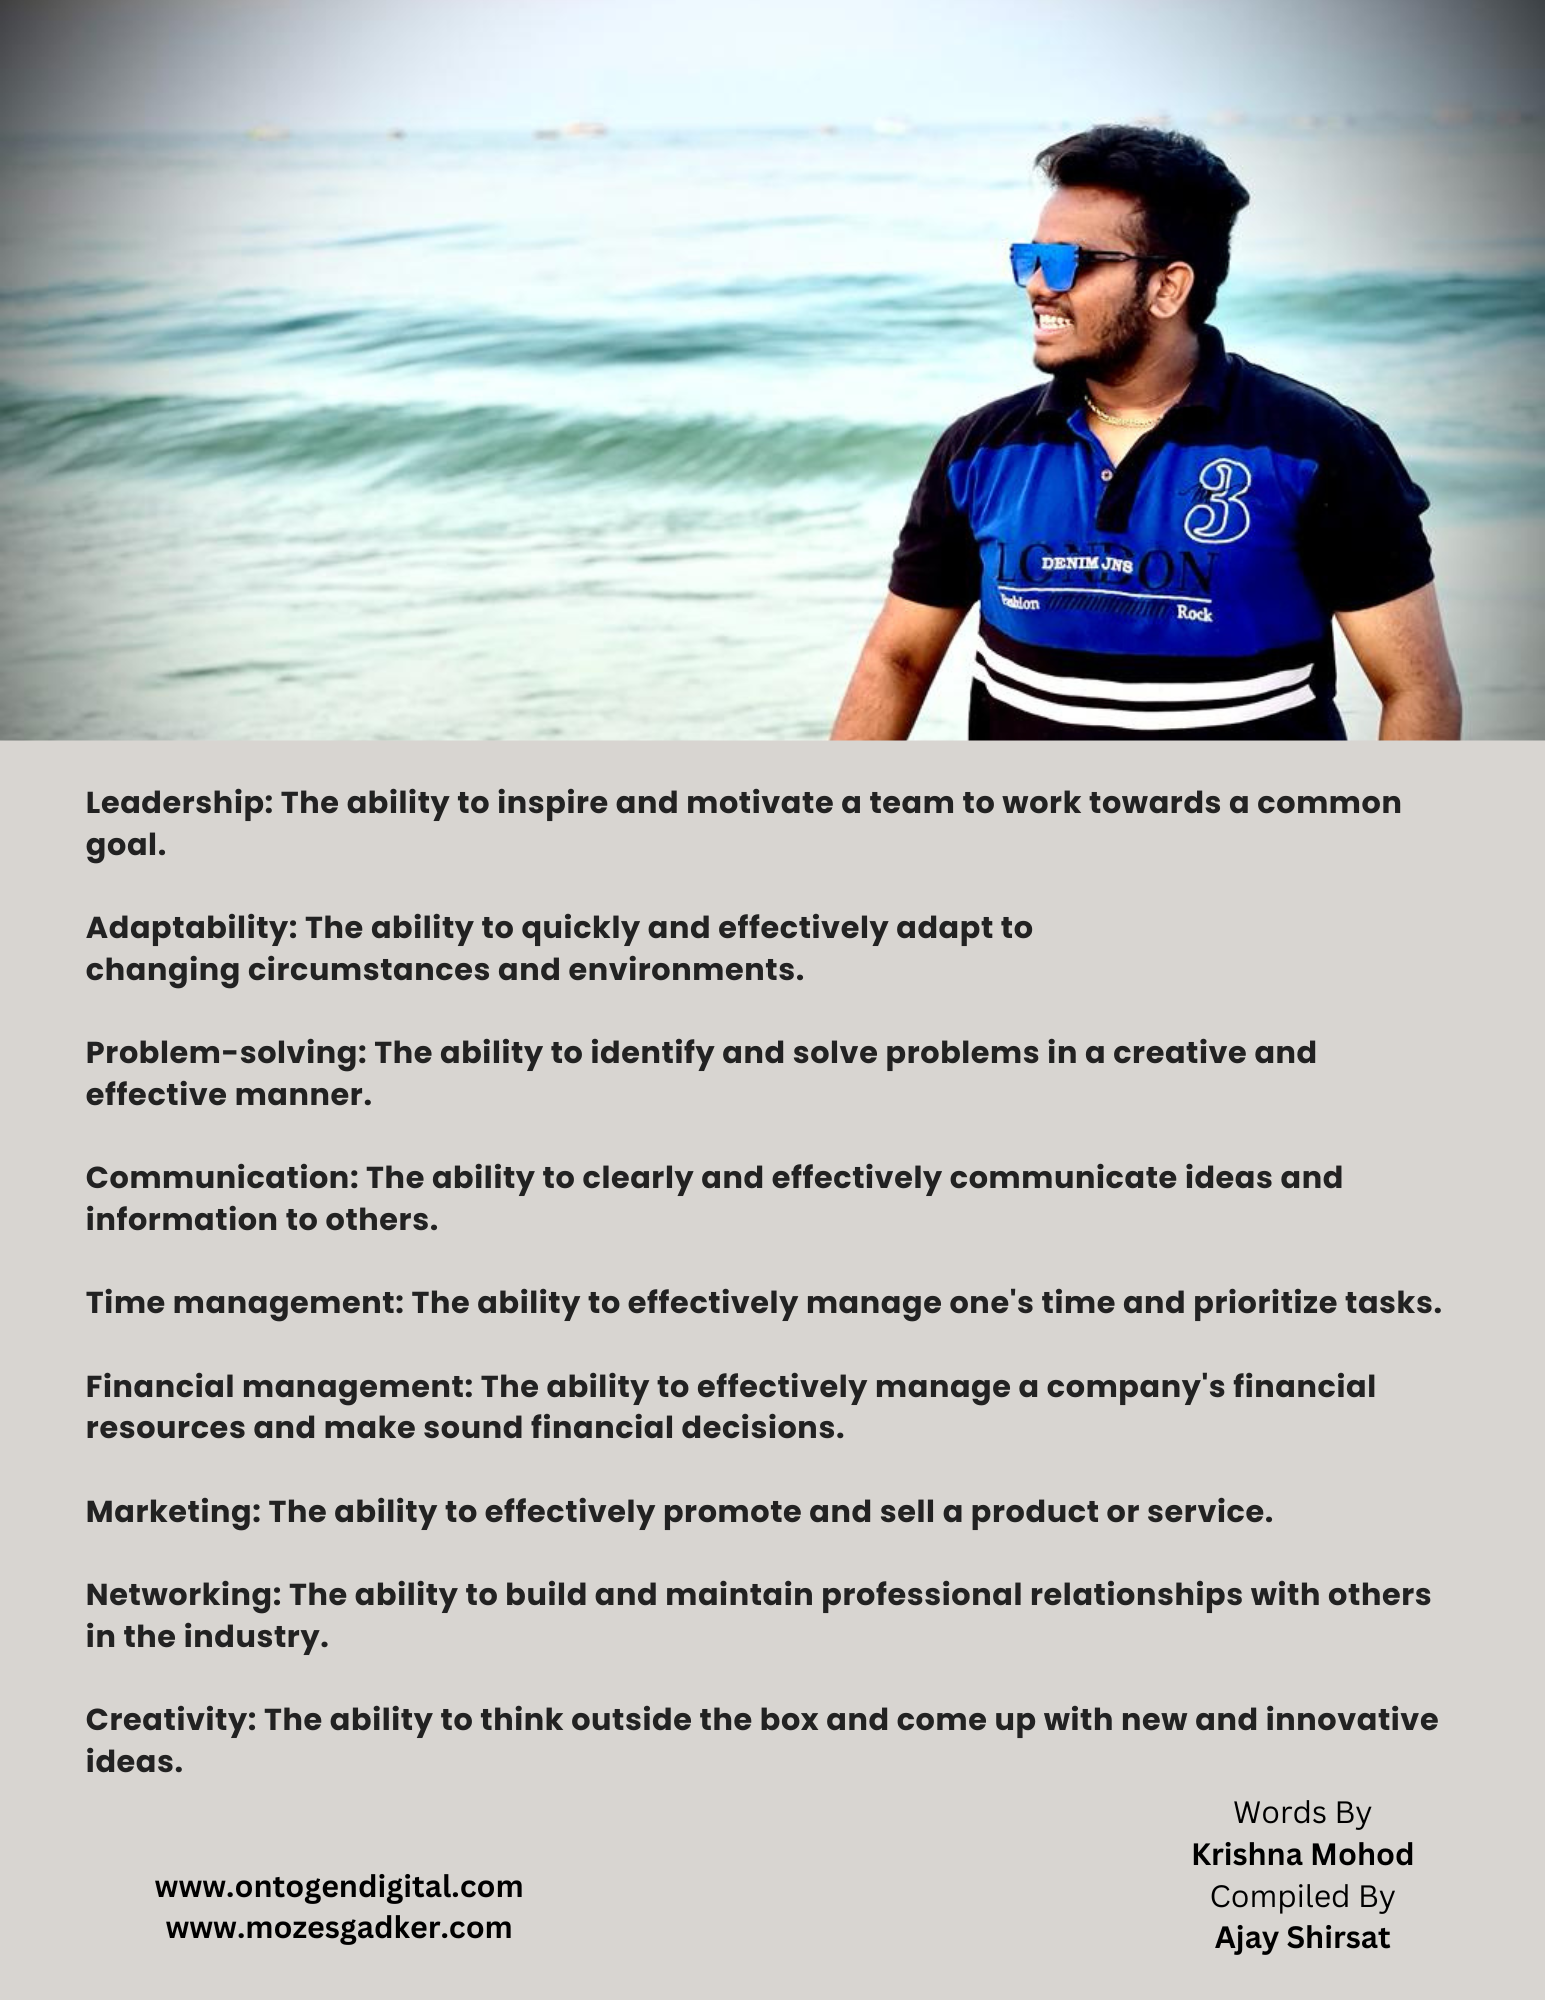 3
LONDON
DENIM JNS
Fashion
Rock
Leadership: The ability to inspire and motivate a team to work towards a common
goal.
Adaptability: The ability to quickly and effectively adapt to
changing circumstances and environments.
Problem-solving: The ability to identify and solve problems in a creative and
effective manner.
Communication: The ability to clearly and effectively communicate ideas and
information to others.
Time management: The ability to effectively manage one's time and prioritize tasks.
Financial management: The ability to effectively manage a company's financial
resources and make sound financial decisions.
Marketing: The ability to effectively promote and sell a product or service.
Networking: The ability to build and maintain professional relationships with others
in the industry.
Creativity: The ability to think outside the box and come up with new and innovative
ideas.
Words By
Krishna Mohod
Compiled By
Ajay Shirsat
www.ontogendigital.com
www.mozesgadker.com